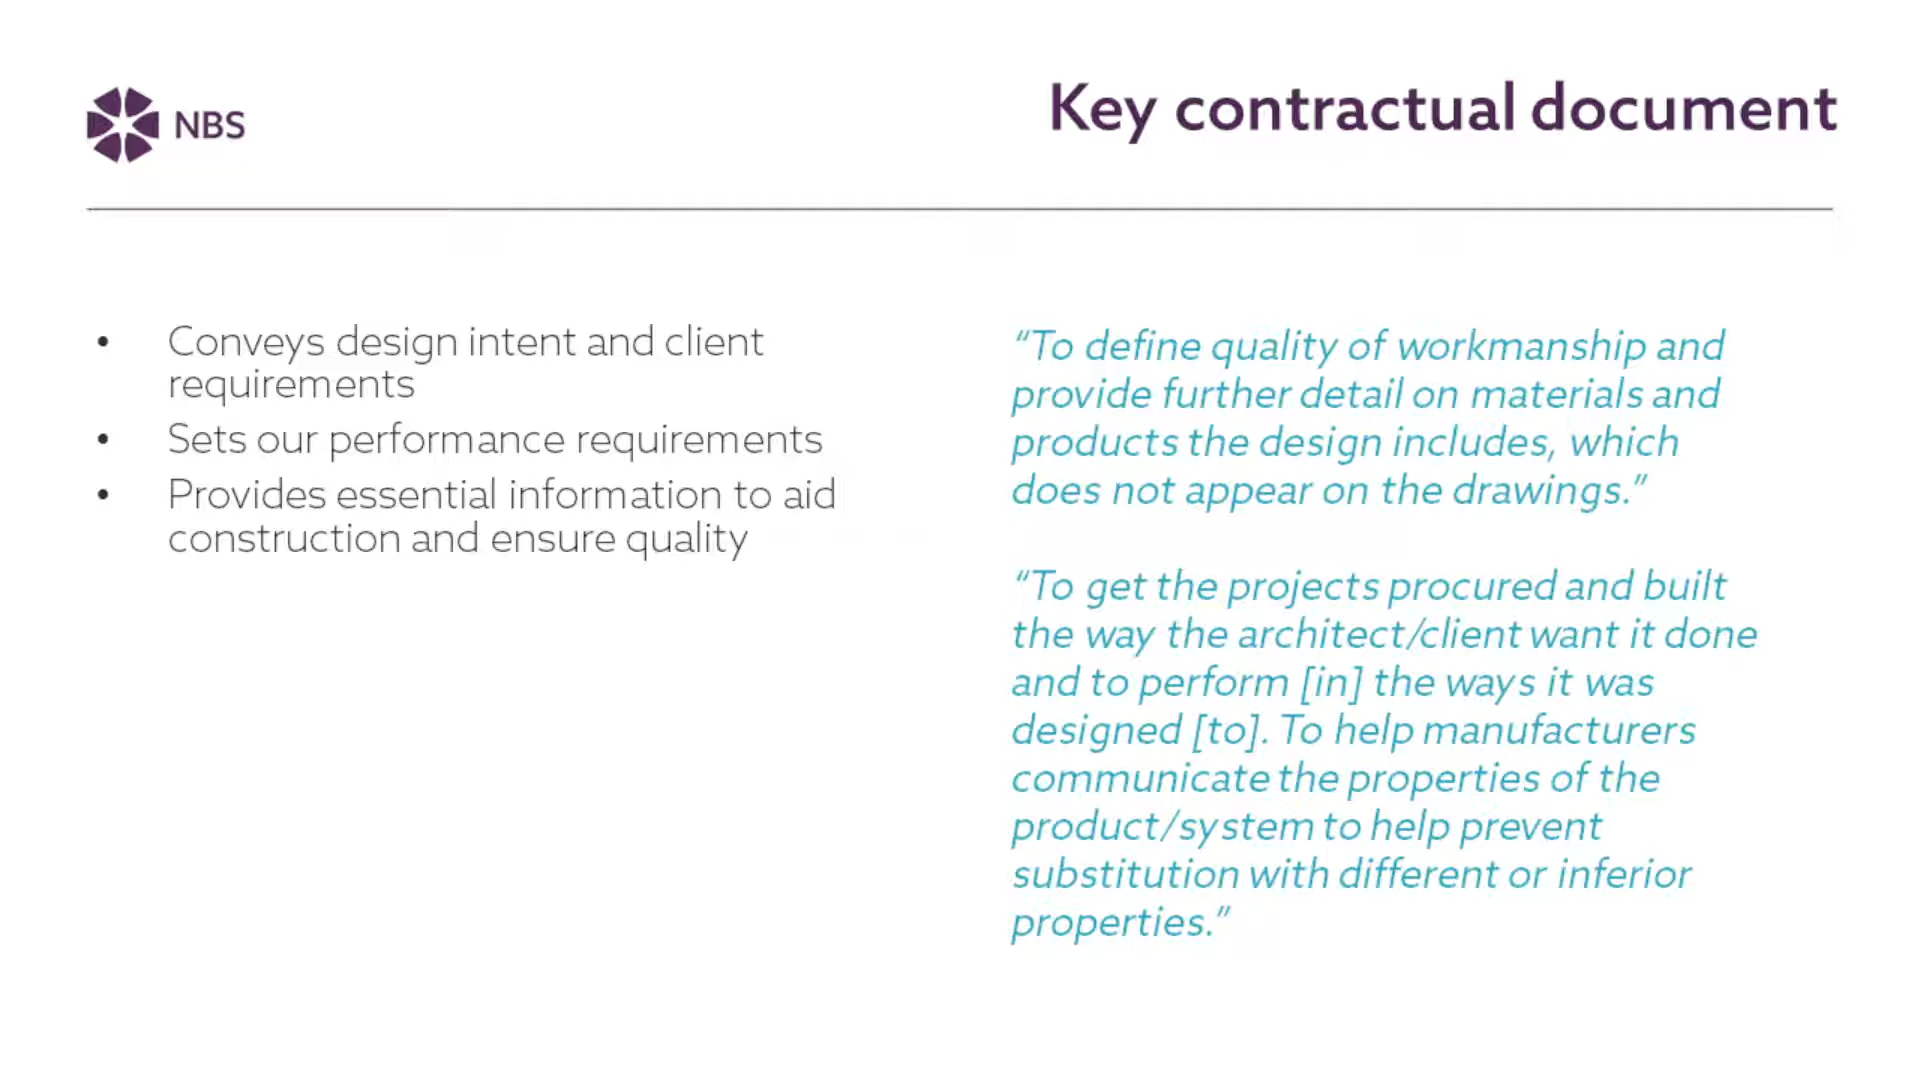 NBS
Key contractual document
• Conveys design intent and client
requirements
• Sets our performance requirements
• Provides essential information to aid
construction and ensure quality
“To define quality of workmanship and
provide further detail on materials and
products the design includes, which
does not appear on the drawings.”
“To get the projects procured and built
the way the architect/client want it done
and to perform [in] the ways it was
designed [to]. To help manufacturers
communicate the properties of the
product/system to help prevent
substitution with different or inferior
properties.”